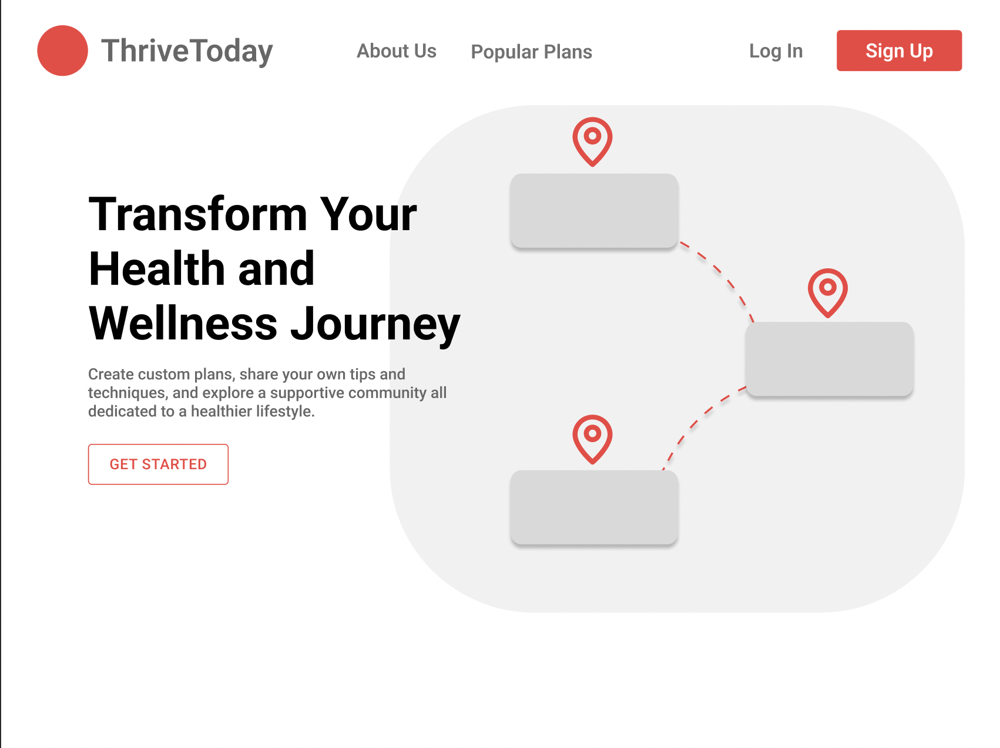 ThriveToday
About Us
Popular Plans
Log In
Sign Up
Transform Your
Health and
Wellness Journey
Create custom plans, share your own tips and
techniques, and explore a supportive community all
dedicated to a healthier lifestyle.
GET STARTED